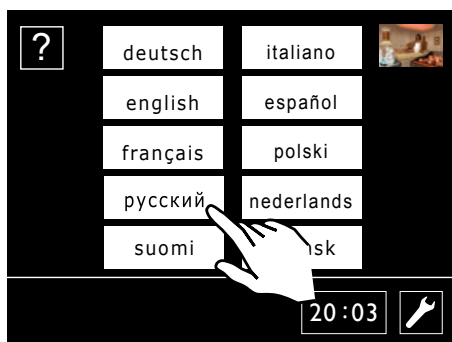 ?
deutsch italiano
english español
français polski
русский nederlands
suomi
20:03